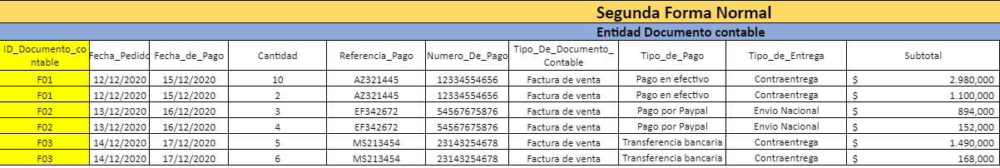 Segunda Forma Normal
Entidad Documento contable
ID_Documento_co
ntable
Fecha_Pedido
Fecha_de_Pago
Cantidad
Referencia_Pago
Numero_De_Pago
Tipo_De_Documento_
Contable
Tipo_de_Pago
Tipo_de_Entrega
Subtotal
F01 12/12/2020 15/12/2020 10 AZ321445 12334554656 Factura de venta Pago en efectivo Contraentrega $ 2.980,000
F01 12/12/2020 15/12/2020 2 AZ321445 12334554656 Factura de venta Pago en efectivo Contraentrega $ 1.100,000
F02 13/12/2020 16/12/2020 3 EF342672 54567675876 Factura de venta Pago por Paypal Envio Nacional $ 894,000
F02 13/12/2020 16/12/2020 4 EF342672 54567675876 Factura de venta Pago por Paypal Envio Nacional $ 152,000
F03 14/12/2020 17/12/2020 5 MS213454 23143254678 Factura de venta Transferencia bancaria Contraentrega $ 1.490,000
F03 14/12/2020 17/12/2020 6 MS213454 23143254678 Factura de venta Transferencia bancaria Contraentrega $ 168,000